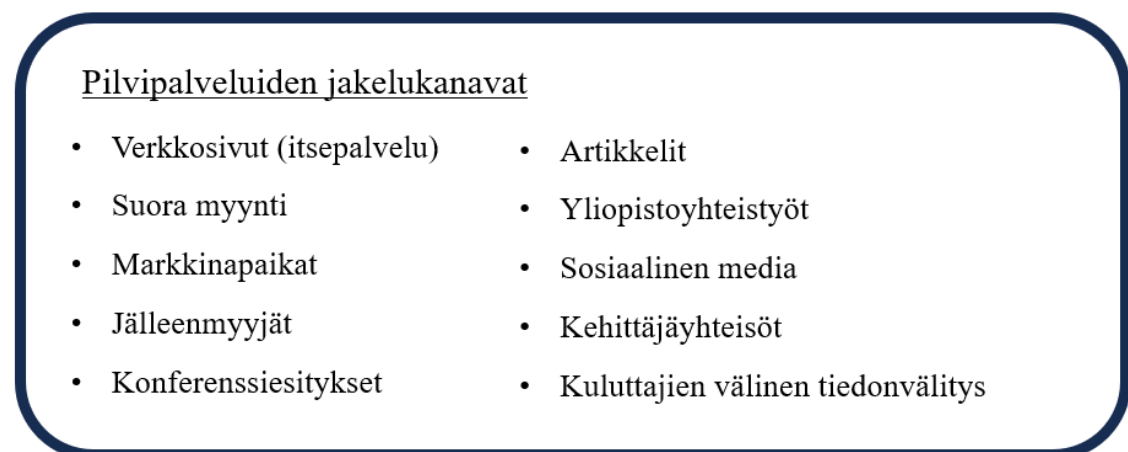 Pilvipalveluiden jakelukanavat
• Verkkosivut (itsepalvelu)
• Suora myynti
• Markkinapaikat
• Jälleenmyyjät
• Konferenssiesitykset
• Artikkelit
• Yliopistoyhteistyöt
• Sosiaalinen media
• Kehittäjäyhteisöt
• Kuluttajien välinen tiedonvälitys